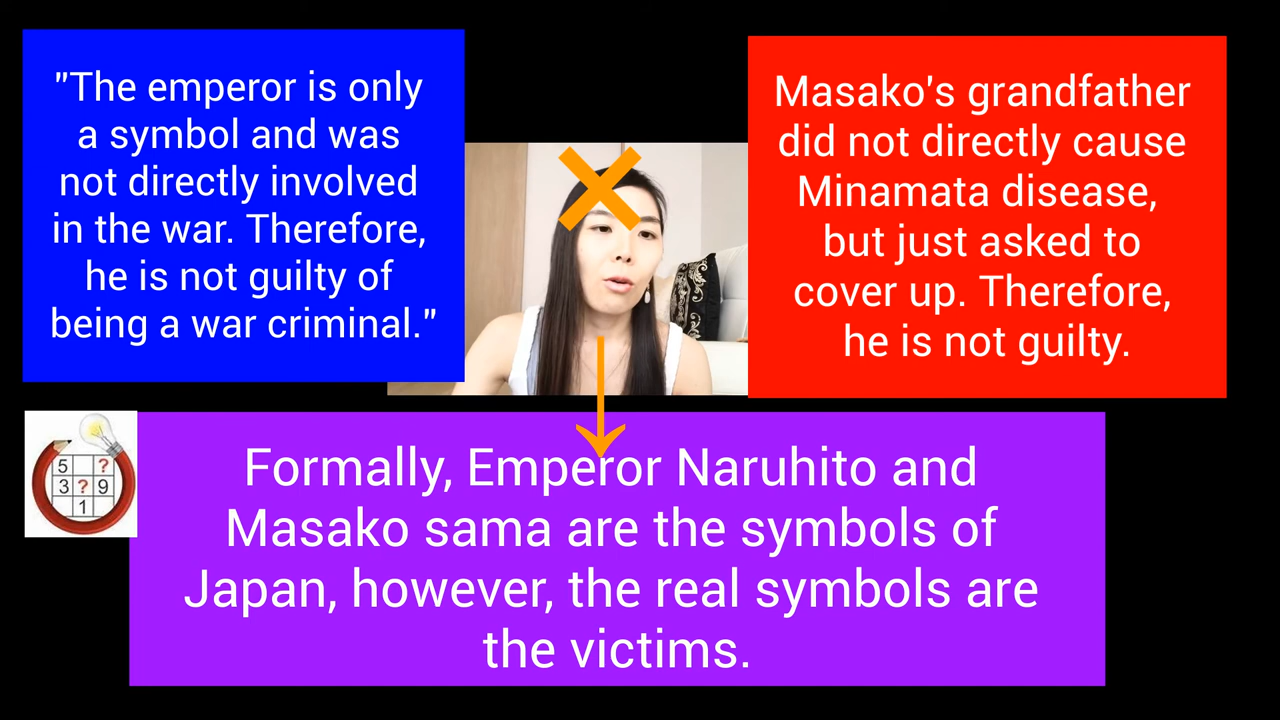 "The emperor is only
a symbol and was
not directly involved
in the war. Therefore,
he is not guilty of
being a war criminal."
Masako's grandfather
did not directly cause
Minamata disease,
but just asked to
cover up. Therefore,
he is not guilty.
5 ?
3 ? 9
1
Formally, Emperor Naruhito and
Masako sama are the symbols of
Japan, however, the real symbols are
the victims.